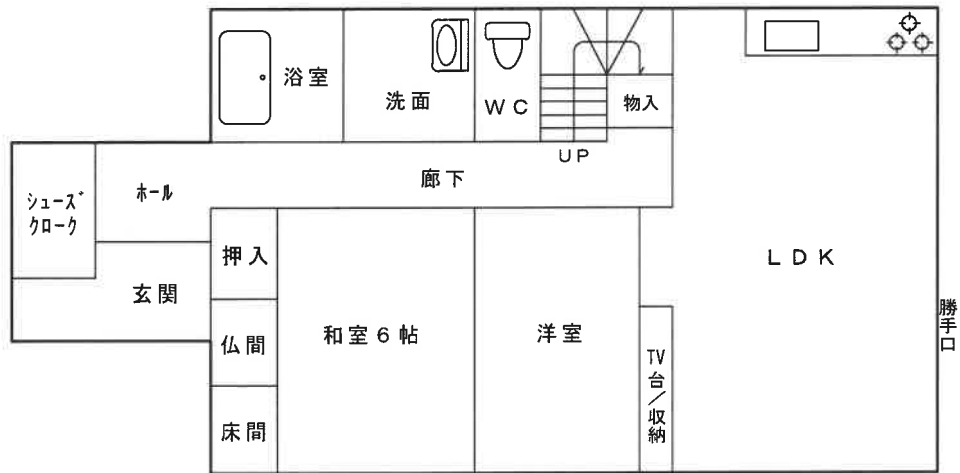 浴室
洗面
WC
物入
UP
シューズ
クローク
ホール
廊下
LDK
押入
玄関
仏間
和室6帖
洋室
勝手口
TV
台/収納
床間